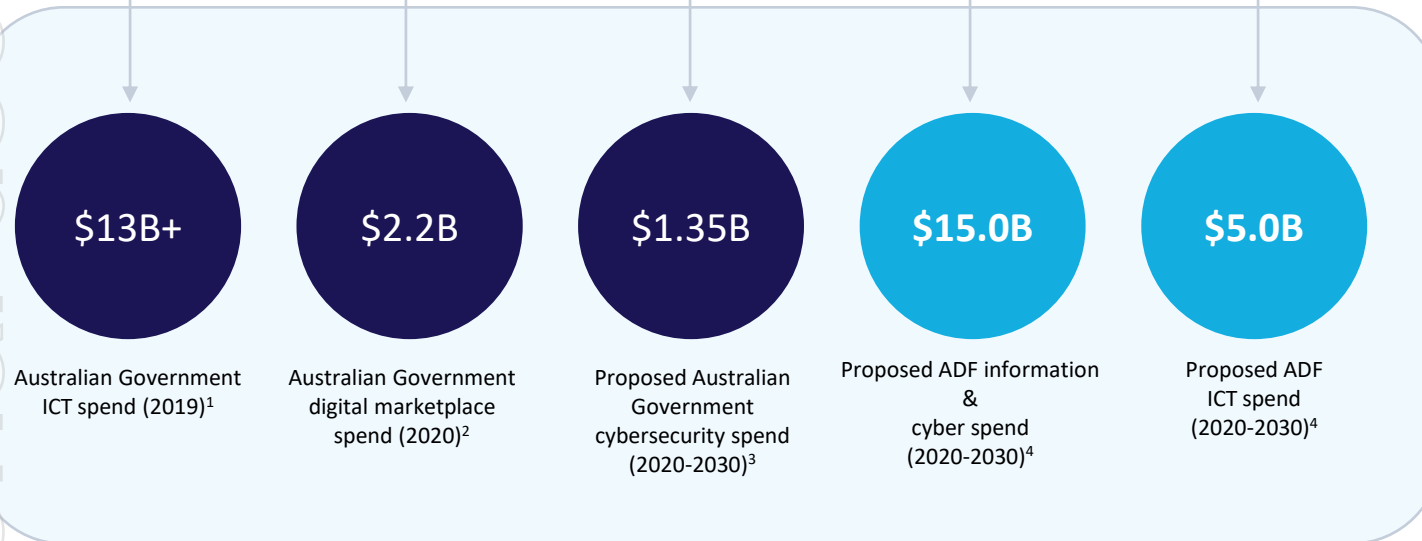 $13B+
$2.2B
$1.35B
$15.0B
$5.0B
Australian Government
ICT spend (2019)1
Australian Government
digital marketplace
spend (2020)2
Proposed Australian
Government
cybersecurity spend
(2020-2030)3
Proposed ADF information
&
cyber spend
(2020-2030)4
Proposed ADF
ICT spend
(2020-2030)4